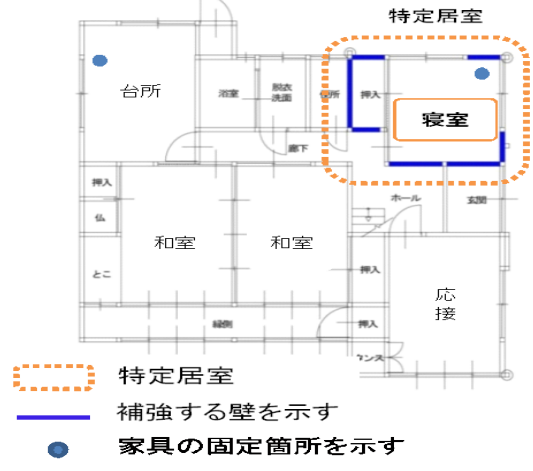 特定居室
台所
浴室
脱衣
洗面
便所
押入
寝室
廊下
押入
仏
とこ
和室
和室
ホール
玄関
押入
応
接
縁側
押入
タンス
特定居室
補強する壁を示す
家具の固定箇所を示す